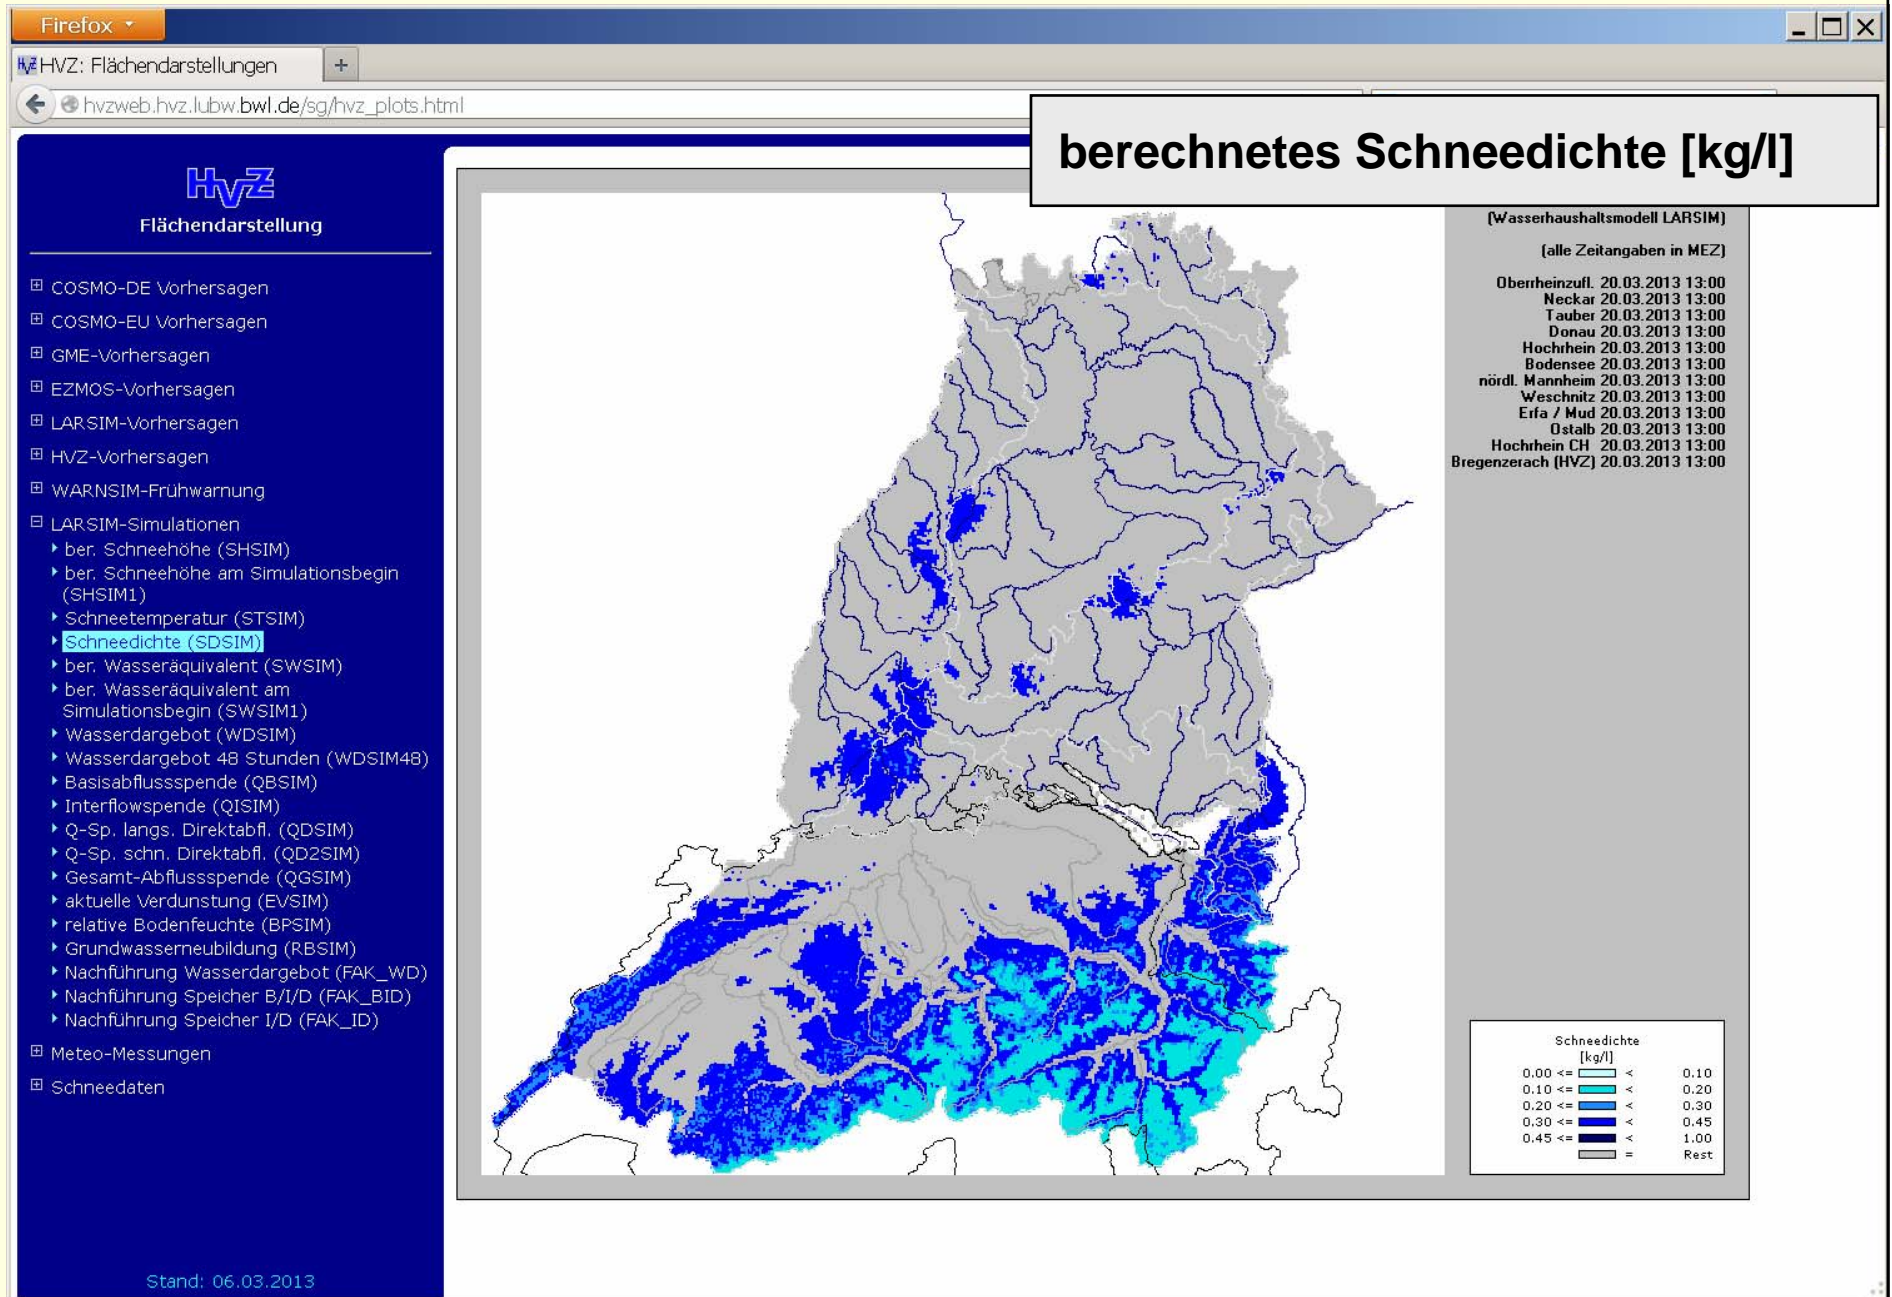 Firefox
HVZ: Flächendarstellungen
+
hvzweb.hvz.lubw.bwl.de/sg/hvz_plots.html
berechnetes Schneedichte [kg/l]
HVZ
Flächendarstellung
COSMO-DE Vorhersagen
COSMO-EU Vorhersagen
GME-Vorhersagen
EZMOS-Vorhersagen
LARSIM-Vorhersagen
HVZ-Vorhersagen
WARNSIM-Frühwarnung
LARSIM-Simulationen
ber. Schneehöhe (SHSIM)
ber. Schneehöhe am Simulationsbegin
(SHSIM1)
Schneetemperatur (STSIM)
Schneedichte (SDSIM)
ber. Wasseräquivalent (SWSIM)
ber. Wasseräquivalent am
Simulationsbegin (SWSIM1)
Wasserdargebot (WDSIM)
Wasserdargebot 48 Stunden (WDSIM48)
Basisabflussspende (QBSIM)
Interflowspende (QISIM)
Q-Sp. langs. Direktabfl. (QDSIM)
Q-Sp. schn. Direktabfl. (QD2SIM)
Gesamt-Abflussspende (QGSIM)
aktuelle Verdunstung (EVSIM)
relative Bodenfeuchte (BPSIM)
Grundwasserneubildung (RBSIM)
Nachführung Wasserdargebot (FAK_WD)
Nachführung Speicher B/I/D (FAK_BID)
Nachführung Speicher I/D (FAK_ID)
Meteo-Messungen
Schneedaten
Stand: 06.03.2013
(Wasserhaushaltsmodell LARSIM)
(alle Zeitangaben in MEZ)
Oberrheinzufl. 20.03.2013 13:00
Neckar 20.03.2013 13:00
Tauber 20.03.2013 13:00
Donau 20.03.2013 13:00
Hochrhein 20.03.2013 13:00
Bodensee 20.03.2013 13:00
nördl. Mannheim 20.03.2013 13:00
Weschnitz 20.03.2013 13:00
Erfa / Mud 20.03.2013 13:00
Ostalb 20.03.2013 13:00
Hochrhein CH 20.03.2013 13:00
Bregenzerach (HVZ) 20.03.2013 13:00
Schneedichte
[kg/l]
0.00 <= < 0.10
0.10 <= < 0.20
0.20 <= < 0.30
0.30 <= < 0.45
0.45 <= < 1.00
= Rest